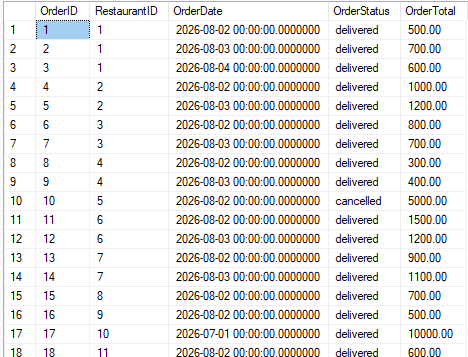 OrderID RestaurantID OrderDate OrderStatus OrderTotal
1 1 1 2026-08-02 00:00:00.0000000 delivered 500.00
2 2 1 2026-08-03 00:00:00.0000000 delivered 700.00
3 3 1 2026-08-04 00:00:00.0000000 delivered 600.00
4 4 2 2026-08-02 00:00:00.0000000 delivered 1000.00
5 5 2 2026-08-03 00:00:00.0000000 delivered 1200.00
6 6 3 2026-08-02 00:00:00.0000000 delivered 800.00
7 7 3 2026-08-03 00:00:00.0000000 delivered 700.00
8 8 4 2026-08-02 00:00:00.0000000 delivered 300.00
9 9 4 2026-08-03 00:00:00.0000000 delivered 400.00
10 10 5 2026-08-02 00:00:00.0000000 cancelled 5000.00
11 11 6 2026-08-02 00:00:00.0000000 delivered 1500.00
12 12 6 2026-08-03 00:00:00.0000000 delivered 1200.00
13 13 7 2026-08-02 00:00:00.0000000 delivered 900.00
14 14 7 2026-08-03 00:00:00.0000000 delivered 1100.00
15 15 8 2026-08-02 00:00:00.0000000 delivered 700.00
16 16 9 2026-08-02 00:00:00.0000000 delivered 500.00
17 17 10 2026-07-01 00:00:00.0000000 delivered 10000.00
18 18 11 2026-08-02 00:00:00.0000000 delivered 600.00